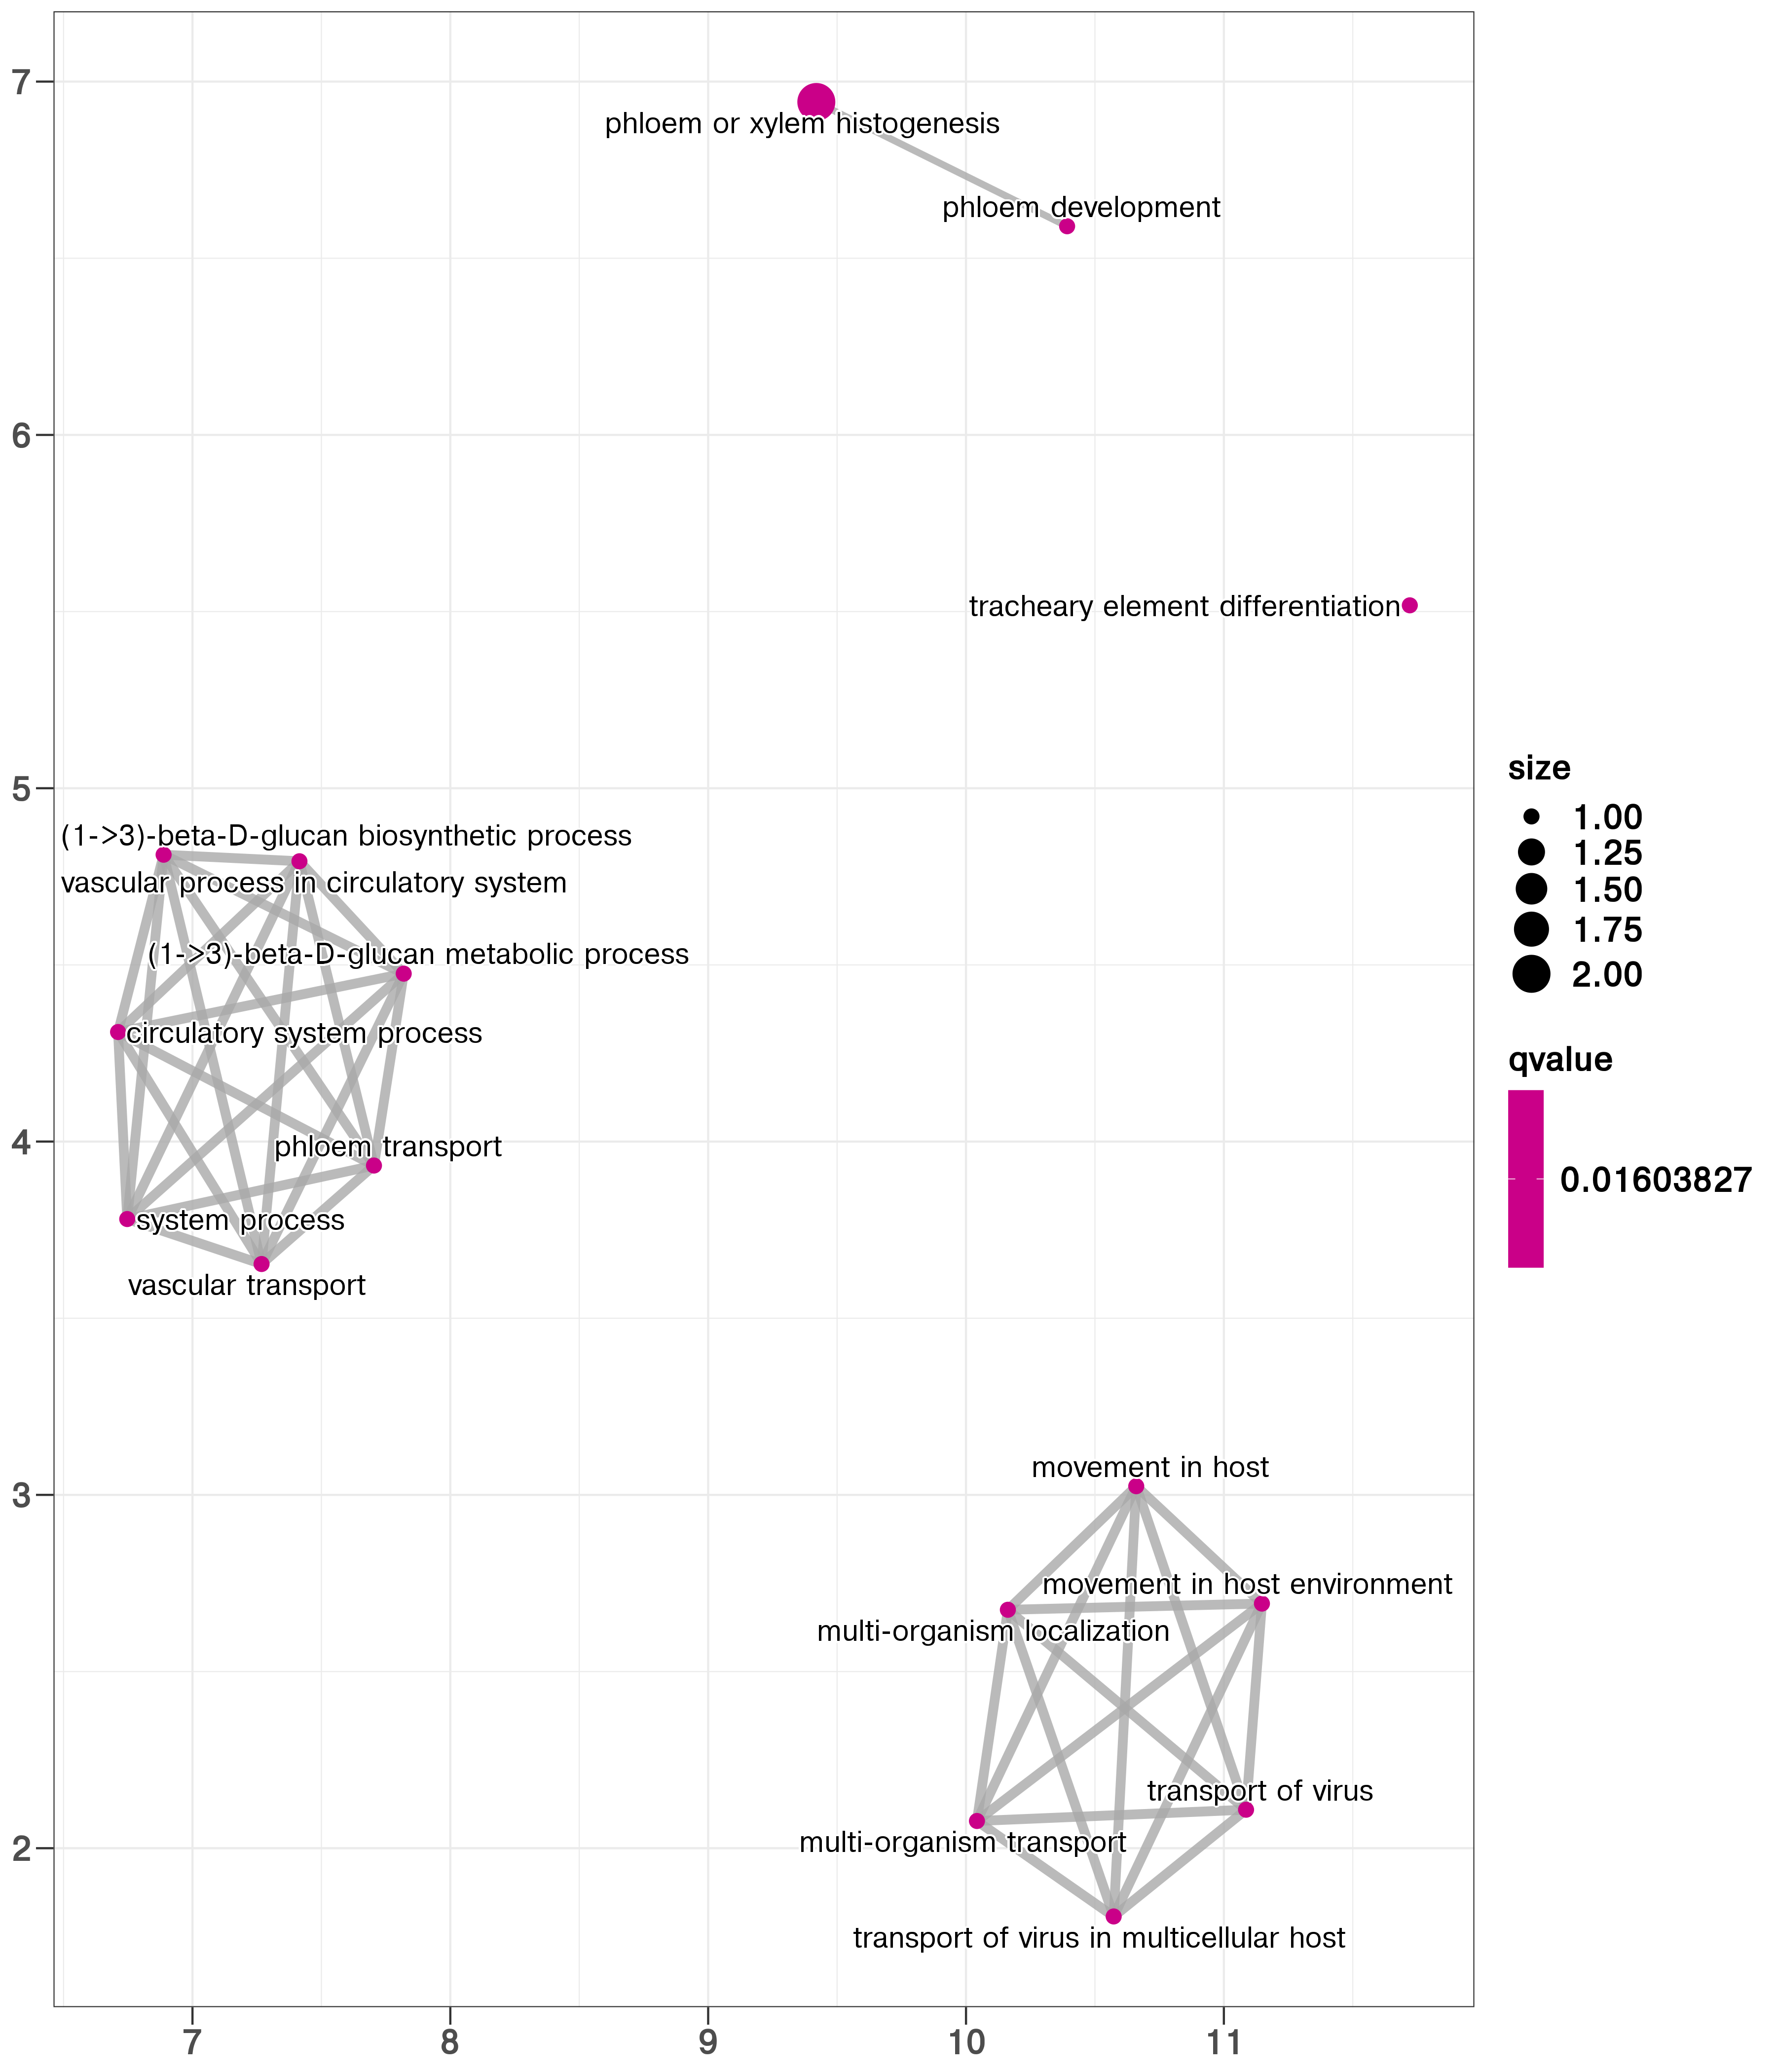 7
phloem or xylem histogenesis
phloem development
6
tracheary element differentiation
5
(1->3)-beta-D-glucan biosynthetic process
vascular process in circulatory system
(1->3)-beta-D-glucan metabolic process
circulatory system process
4
phloem transport
system process
vascular transport
3
movement in host
movement in host environment
multi-organism localization
transport of virus
multi-organism transport
2
transport of virus in multicellular host
7 8 9 10 11
size
1.00
1.25
1.50
1.75
2.00
qvalue
0.01603827